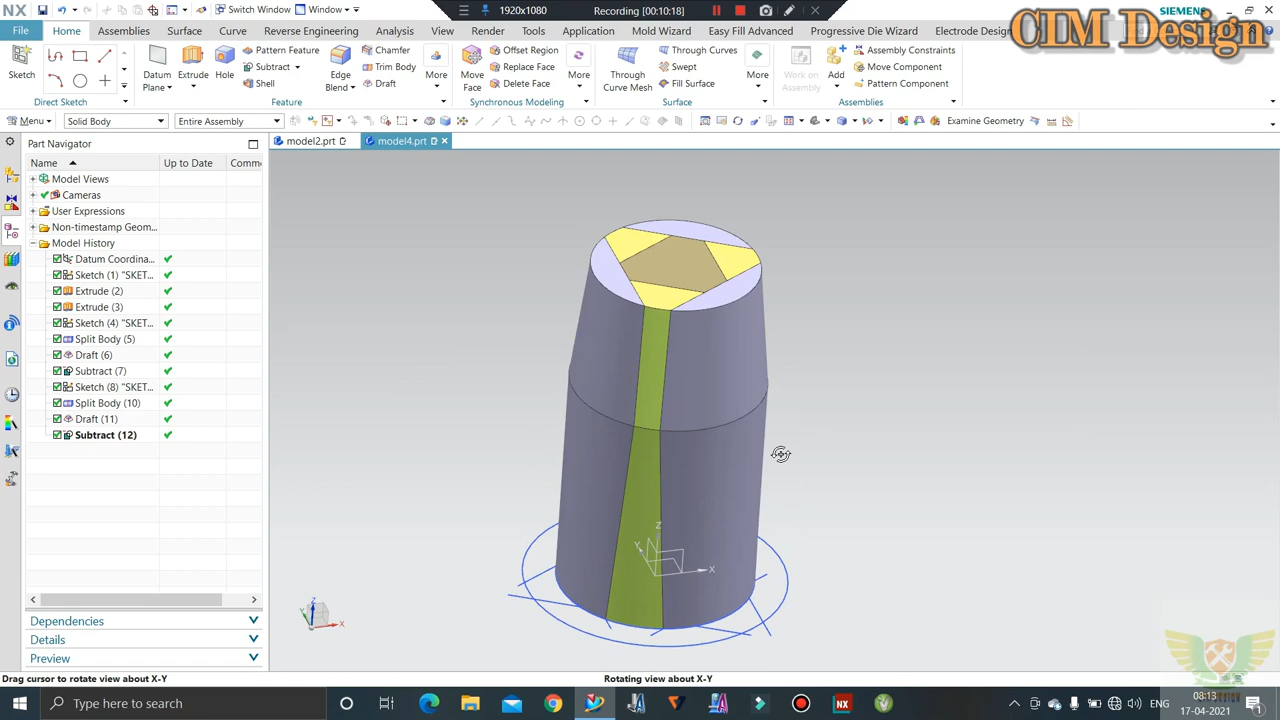 NX
Switch Window
Window
1920x1080
Recording [00:10:18]
SIEMENS
CIM Design
File
Home
Assemblies
Surface
Curve
Reverse Engineering
Analysis
View
Render
Tools
Application
Mold Wizard
Easy Fill Advanced
Progressive Die Wizard
Electrode Design
Sketch
Datum Plane
Extrude
Hole
Pattern Feature
Subtract
Shell
Edge Blend
Chamfer
Trim Body
Draft
More
Move Face
Offset Region
Replace Face
Delete Face
More
Through Curve Mesh
Through Curves
Swept
Fill Surface
More
Work on Assembly
Add
Assembly Constraints
Move Component
Pattern Component
Direct Sketch
Feature
Synchronous Modeling
Surface
Assemblies
Menu
Solid Body
Entire Assembly
Examine Geometry
Part Navigator
model2.prt
model4.prt
Name
Up to Date
Comme
Model Views
Cameras
User Expressions
Non-timestamp Geom...
Model History
Datum Coordina...
Sketch (1) "SKET...
Extrude (2)
Extrude (3)
Sketch (4) "SKET...
Split Body (5)
Draft (6)
Subtract (7)
Sketch (8) "SKET...
Split Body (10)
Draft (11)
Subtract (12)
Z
Y
X
Z
Y
X
Dependencies
Details
Preview
Drag cursor to rotate view about X-Y
Rotating view about X-Y
Type here to search
NX
ENG
08:13
17-04-2021
1